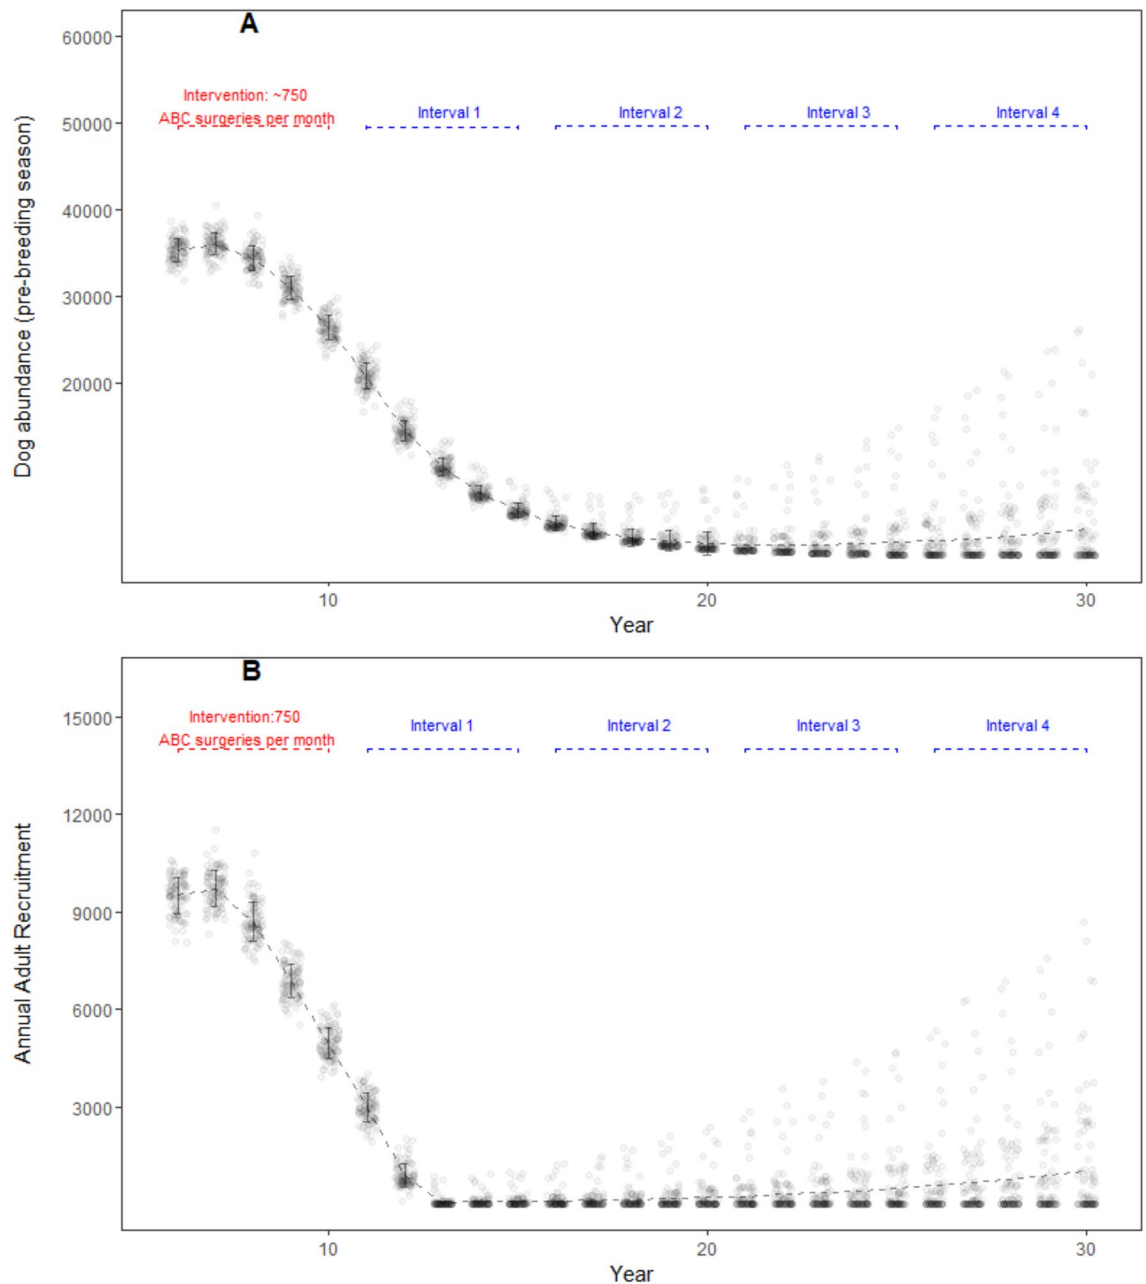 A
60000
Intervention: ~750
ABC surgeries per month
Interval 1
Interval 2
Interval 3
Interval 4
50000
40000
30000
20000
Dog abundance (pre-breeding season)
10
20
30
Year
B
15000
Intervention:750
ABC surgeries per month
Interval 1
Interval 2
Interval 3
Interval 4
12000
9000
6000
3000
Annual Adult Recruitment
10
20
30
Year